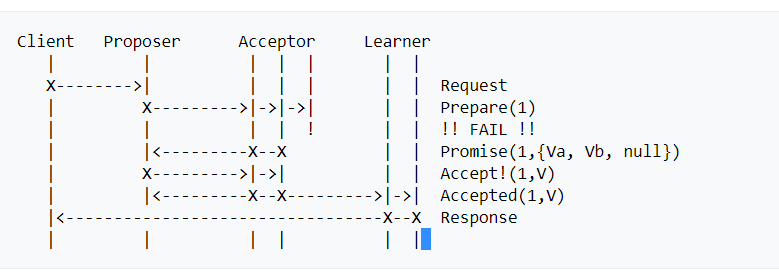 Client   Proposer      Acceptor     Learner
   |         |          |  |  |       |  |
   X-------->|          |  |  |       |  |  Request
   |         X--------->|->|->|       |  |  Prepare(1)
   |         |          |  |  !       |  |  !! FAIL !!
   |         |<---------X--X          |  |  Promise(1,{Va, Vb, null})
   |         X--------->|->|          |  |  Accept!(1,V)
   |         |<---------X--X--------->|->|  Accepted(1,V)
   |<---------------------------------X--X  Response
   |         |          |  |          |  |